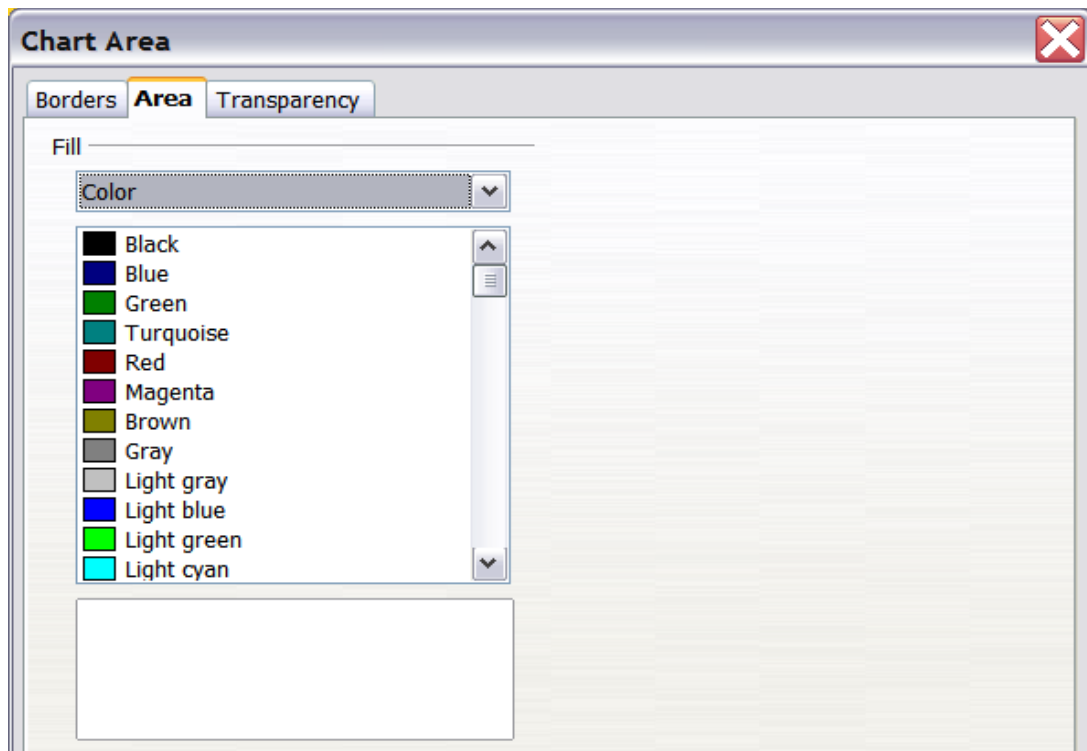 Chart Area
Borders Area Transparency
Fill
Color
Black
Blue
Green
Turquoise
Red
Magenta
Brown
Gray
Light gray
Light blue
Light green
Light cyan